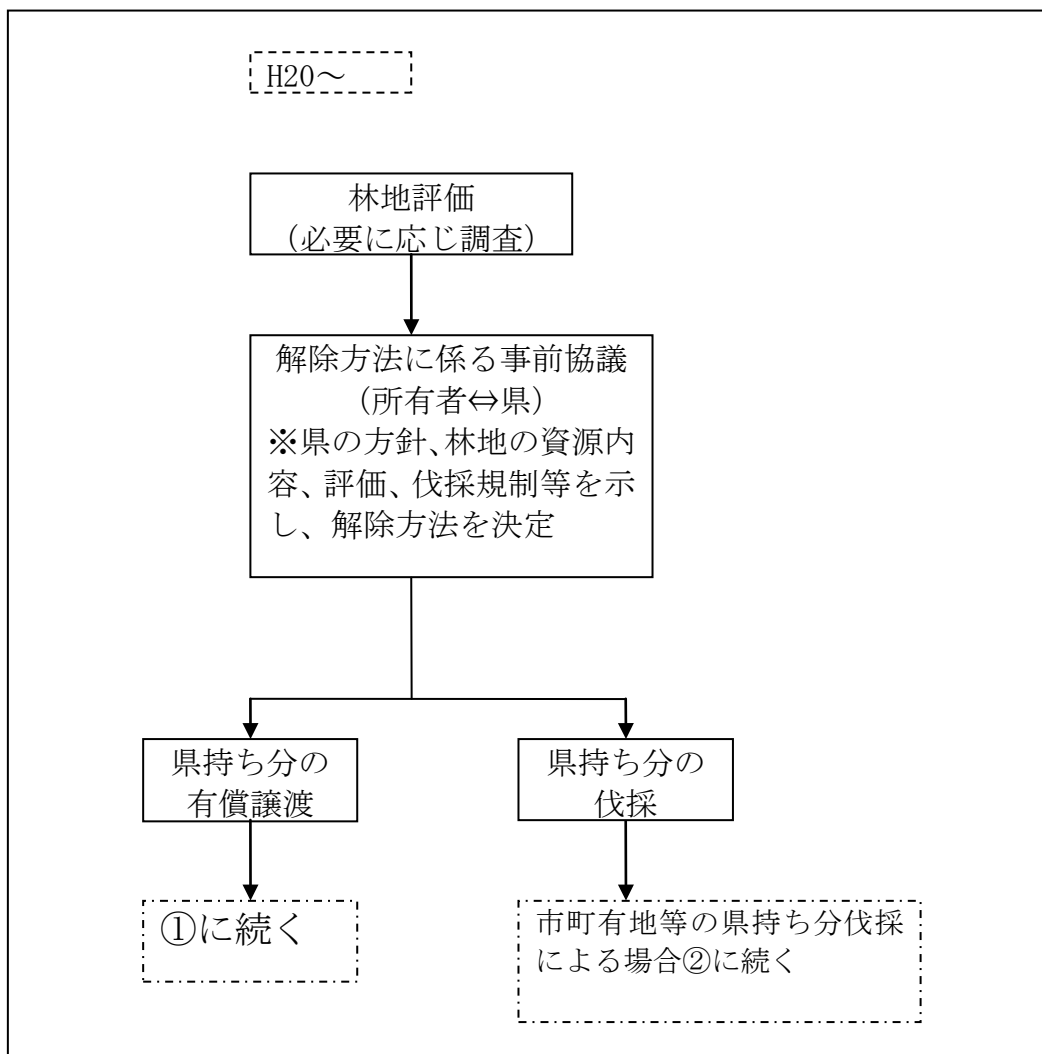 H20～
林地評価
（必要に応じ調査）
解除方法に係る事前協議
（所有者⇔県）
※県の方針、林地の資源内
容、評価、伐採規制等を示
し、解除方法を決定
県持ち分の
有償譲渡
県持ち分の
伐採
①に続く
市町有地等の県持ち分伐採
による場合②に続く